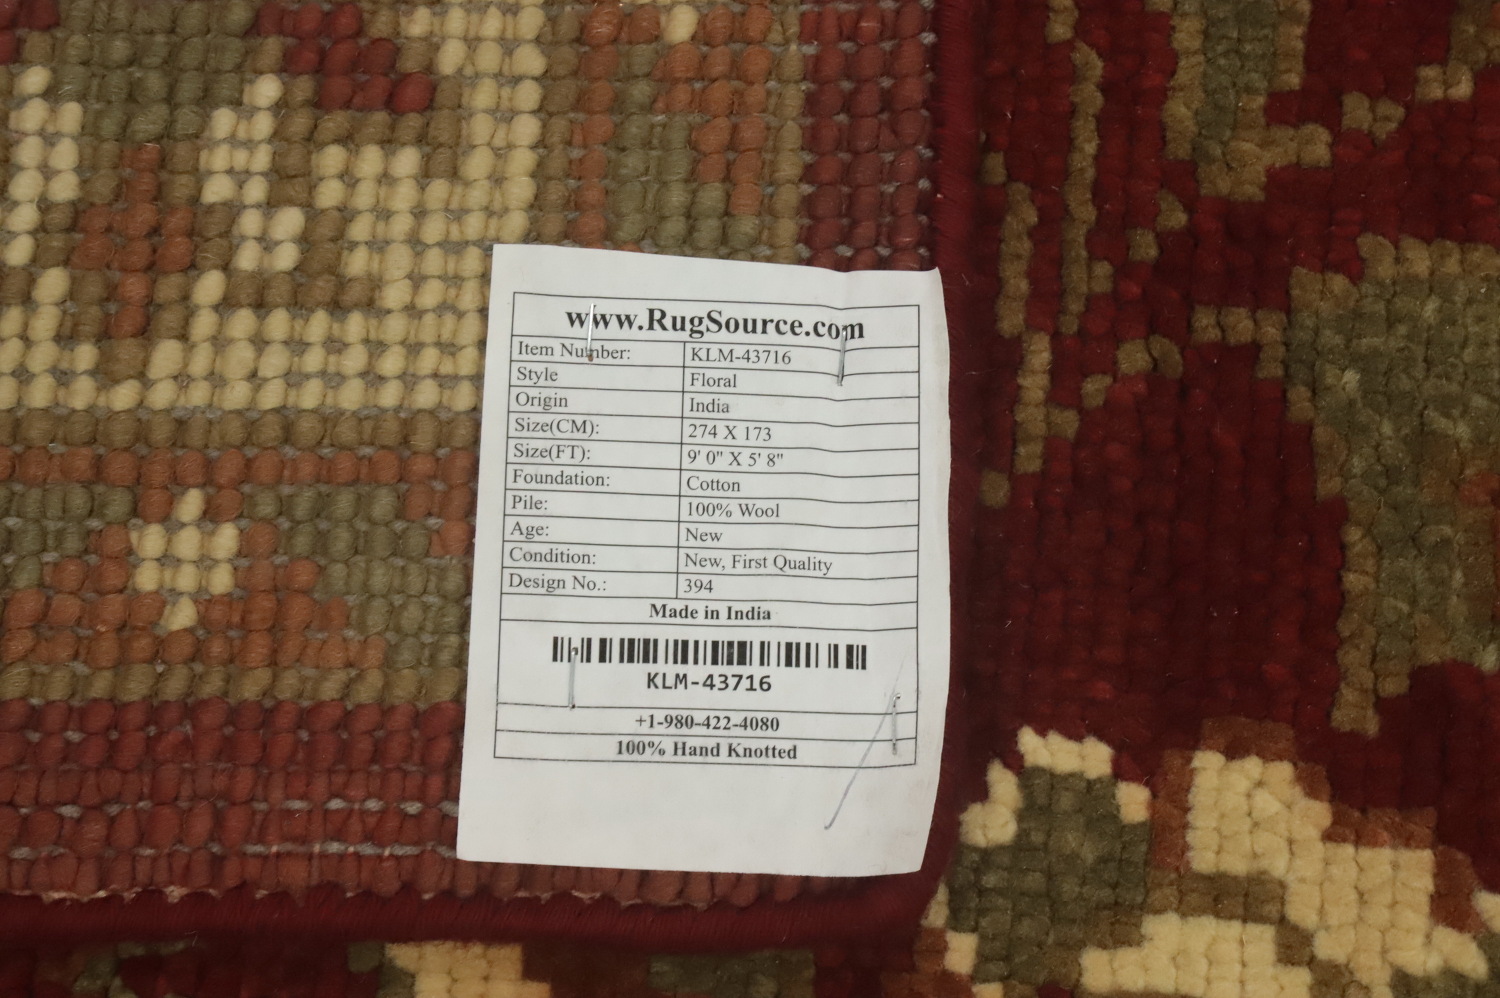 www.RugSource.com
Item Number: KLM-43716
Style Floral
Origin India
Size(CM): 274 X 173
Size(FT): 9' 0" X 5' 8"
Foundation: Cotton
Pile: 100% Wool
Age: New
Condition: New, First Quality
Design No.: 394
Made in India
KLM-43716
+1-980-422-4080
100% Hand Knotted